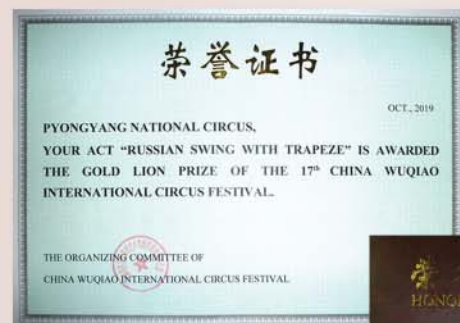 荣誉证书
OCT., 2019
PYONGYANG NATIONAL CIRCUS,
YOUR ACT “RUSSIAN SWING WITH TRAPEZE” IS AWARDED
THE GOLD LION PRIZE OF THE 17th CHINA WUQIAO
INTERNATIONAL CIRCUS FESTIVAL.
THE ORGANIZING COMMITTEE OF
CHINA WUQIAO INTERNATIONAL CIRCUS FESTIVAL